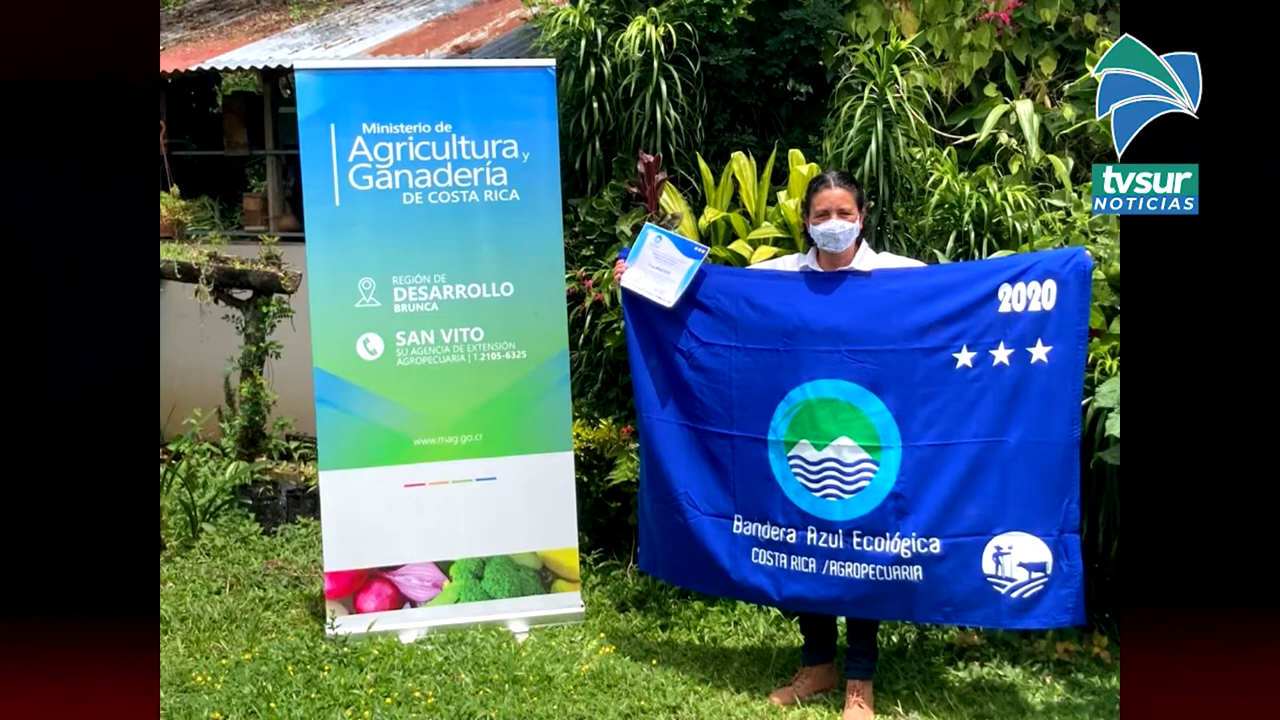 Ministerio de
Agricultura y
Ganadería
DE COSTA RICA
REGIÓN DE
DESARROLLO
BRUNCA
SAN VITO
SU AGENCIA DE EXTENSIÓN
AGROPECUARIA | T.2105-6325
www.mag.go.cr
2020
Bandera Azul Ecológica
COSTA RICA /AGROPECUARIA
tvsur
NOTICIAS